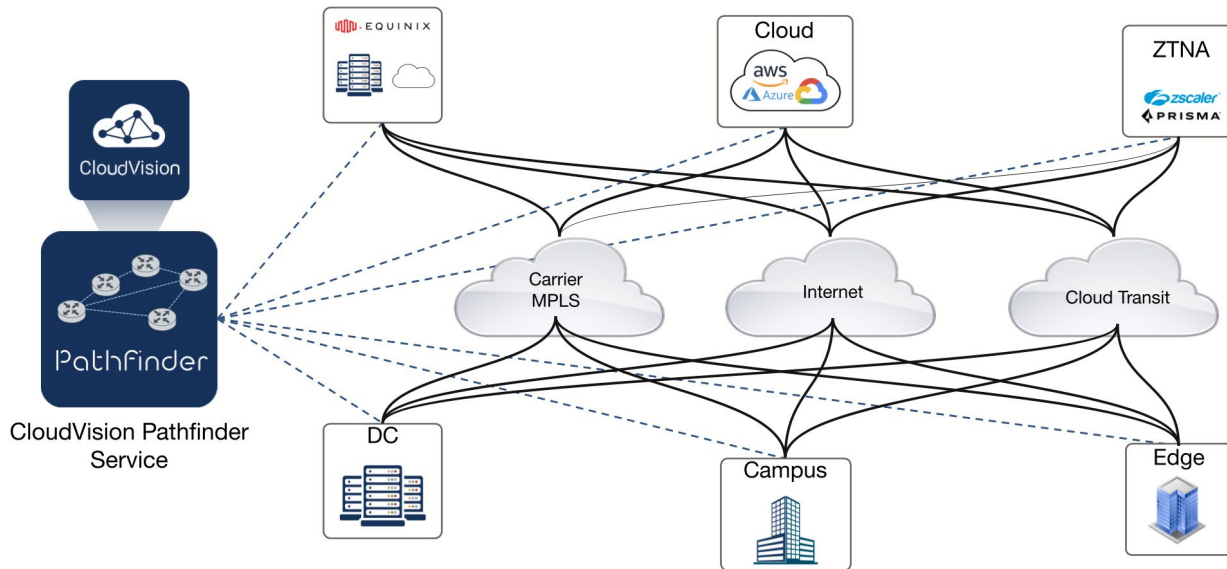 EQUINIX
Cloud
aws
Azure
ZTNA
zscaler
PRISMA
CloudVision
Pathfinder
CloudVision Pathfinder
Service
Carrier
MPLS
Internet
Cloud Transit
DC
Campus
Edge